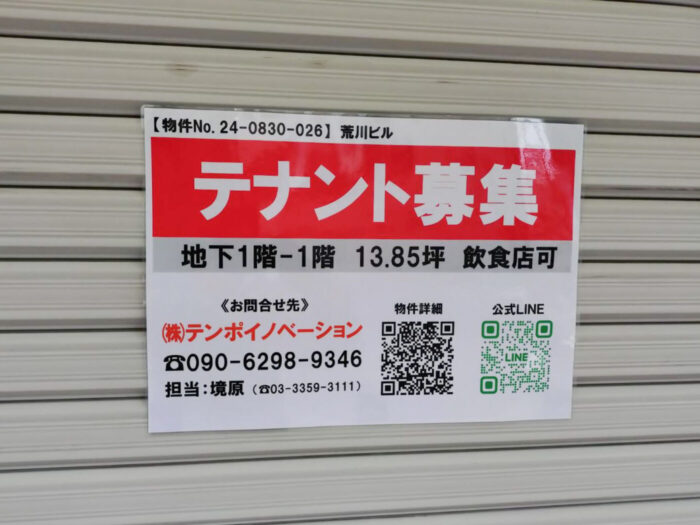 【物件No. 24-0830-026】 荒川ビル
テナント募集
地下1階-1階 13.85坪 飲食店可
《お問合せ先》
㈱テンポイノベーション
☎090-6298-9346
担当:境原 (☎03-3359-3111)
物件詳細
公式LINE
LINE